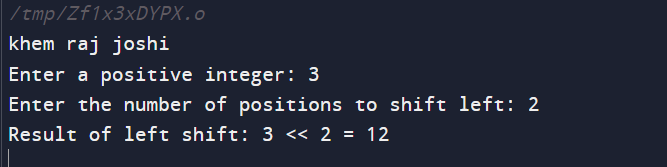 /tmp/Zf1x3xDYPX.o
khem raj joshi
Enter a positive integer: 3
Enter the number of positions to shift left: 2
Result of left shift: 3 << 2 = 12